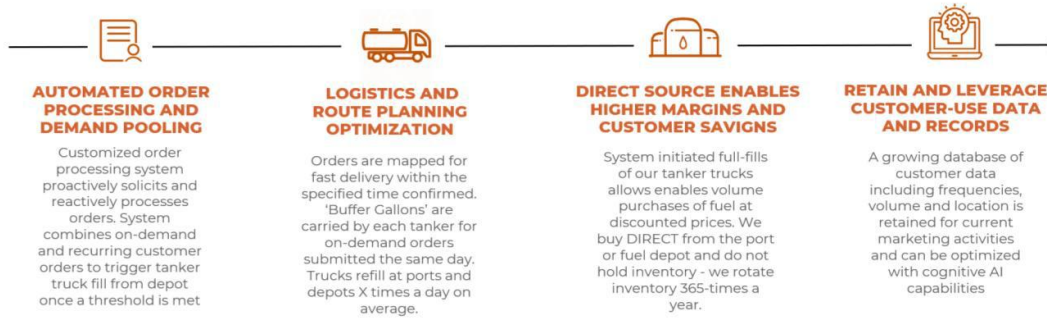 AUTOMATED ORDER
PROCESSING AND
DEMAND POOLING
Customized order
processing system
proactively solicits and
reactively processes
orders. System
combines on-demand
and recurring customer
orders to trigger tanker
truck fill from depot
once a threshold is met
LOGISTICS AND
ROUTE PLANNING
OPTIMIZATION
Orders are mapped for
fast delivery within the
specified time confirmed.
‘Buffer Gallons’ are
carried by each tanker for
on-demand orders
submitted the same day.
Trucks refill at ports and
depots X times a day on
average.
DIRECT SOURCE ENABLES
HIGHER MARGINS AND
CUSTOMER SAVIGNS
System initiated full-fills
of our tanker trucks
allows enables volume
purchases of fuel at
discounted prices. We
buy DIRECT from the port
or fuel depot and do not
hold inventory - we rotate
inventory 365-times a
year.
RETAIN AND LEVERAGE
CUSTOMER-USE DATA
AND RECORDS
A growing database of
customer data
including frequencies,
volume and location is
retained for current
marketing activities
and can be optimized
with cognitive AI
capabilities